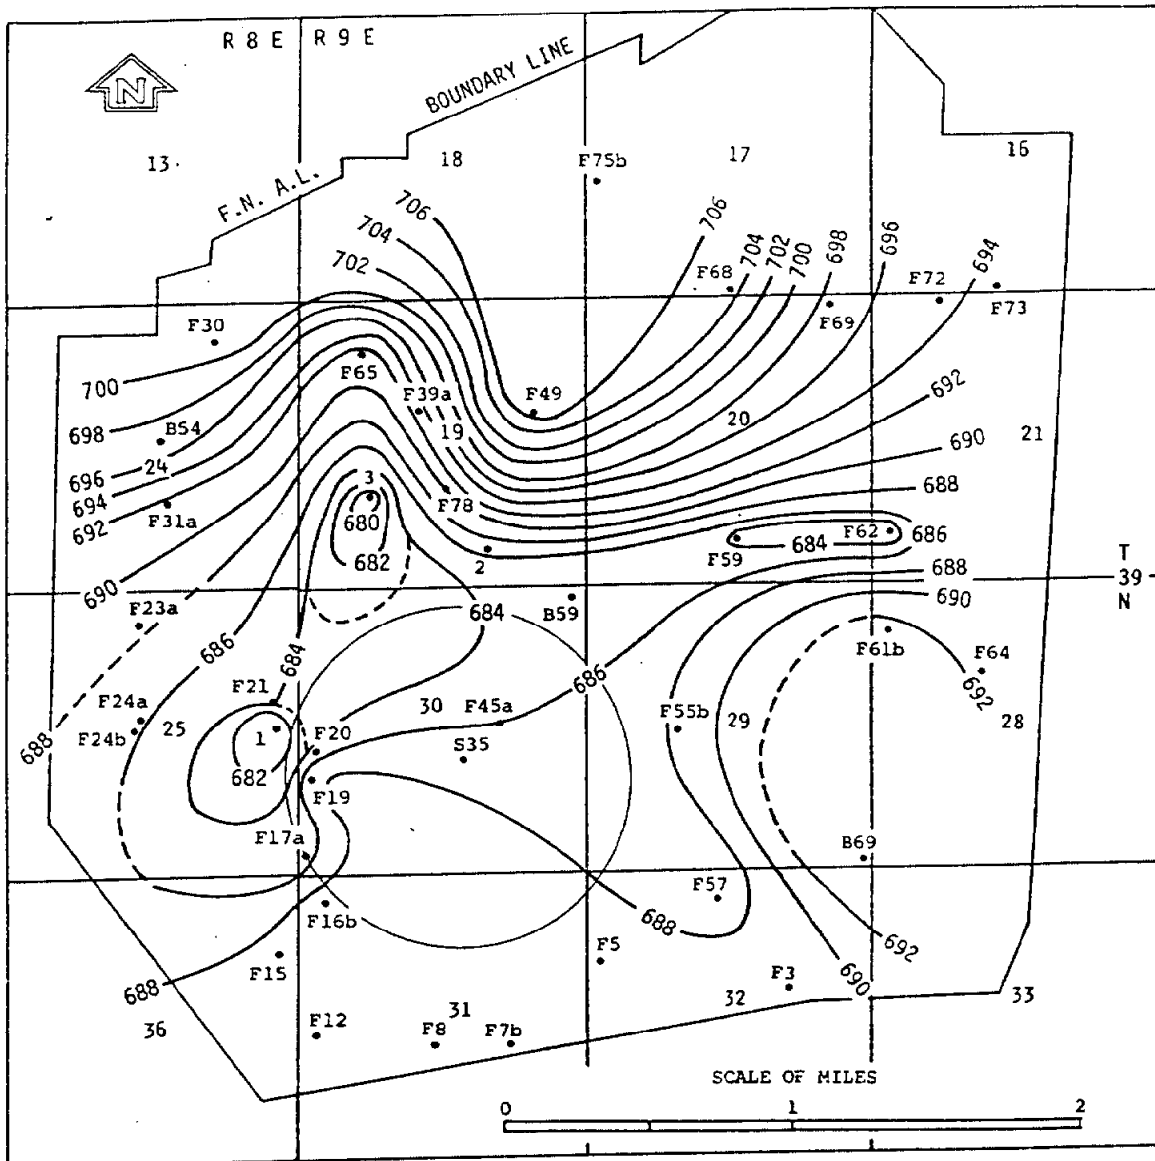 R 8 E R 9 E
N
BOUNDARY LINE
F.N. A.L.
13.
18
F75b
17
16
706
704
702
706
704
702
700
698
696
694
F68
F72
F73
F69
F30
700
F65
F39a
F49
692
698
B54
19
20
690
21
696
24
694
692
F31a
3
680
F78
688
682
F59
684
F62
686
2
688
T
39
N
690
690
F23a
684
B59
686
684
F61b
F64
692
686
F21
F24a
F24b
25
30
F45a
F55b
29
28
688
1
F20
S35
682
F19
F17a
B69
F57
F16b
688
692
F15
F5
690
688
F3
36
31
32
33
F12
F8
F7b
SCALE OF MILES
0 1 2